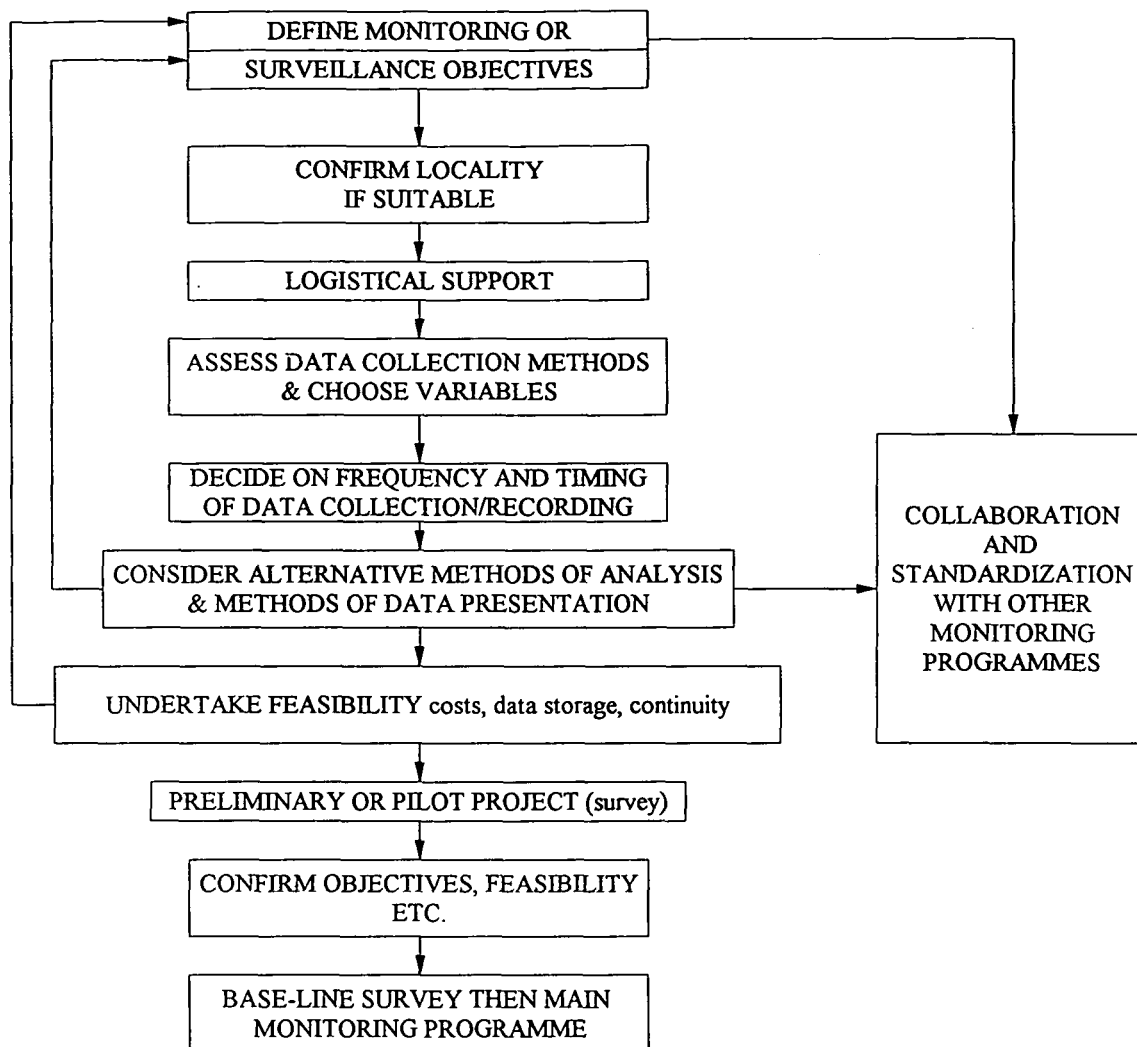 DEFINE MONITORING OR
SURVEILLANCE OBJECTIVES
CONFIRM LOCALITY
IF SUITABLE
LOGISTICAL SUPPORT
ASSESS DATA COLLECTION METHODS
& CHOOSE VARIABLES
DECIDE ON FREQUENCY AND TIMING
OF DATA COLLECTION/RECORDING
CONSIDER ALTERNATIVE METHODS OF ANALYSIS
& METHODS OF DATA PRESENTATION
UNDERTAKE FEASIBILITY costs, data storage, continuity
PRELIMINARY OR PILOT PROJECT (survey)
CONFIRM OBJECTIVES, FEASIBILITY
ETC.
BASE-LINE SURVEY THEN MAIN
MONITORING PROGRAMME
COLLABORATION
AND
STANDARDIZATION
WITH OTHER
MONITORING
PROGRAMMES